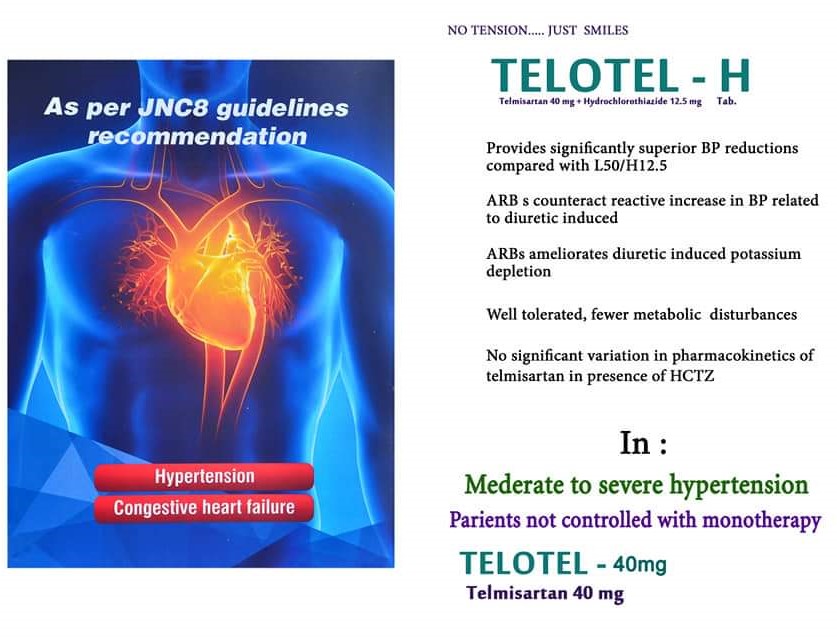 As per JNC8 guidelines
recommendation
Hypertension
Congestive heart failure
NO TENSION..... JUST SMILES
TELOTEL - H
Telmisartan 40 mg + Hydrochlorothiazide 12.5 mg Tab.
Provides significantly superior BP reductions
compared with L50/H12.5
ARB s counteract reactive increase in BP related
to diuretic induced
ARBs ameliorates diuretic induced potassium
depletion
Well tolerated, fewer metabolic disturbances
No significant variation in pharmacokinetics of
telmisartan in presence of HCTZ
In :
Mederate to severe hypertension
Parients not controlled with monotherapy
TELOTEL - 40mg
Telmisartan 40 mg